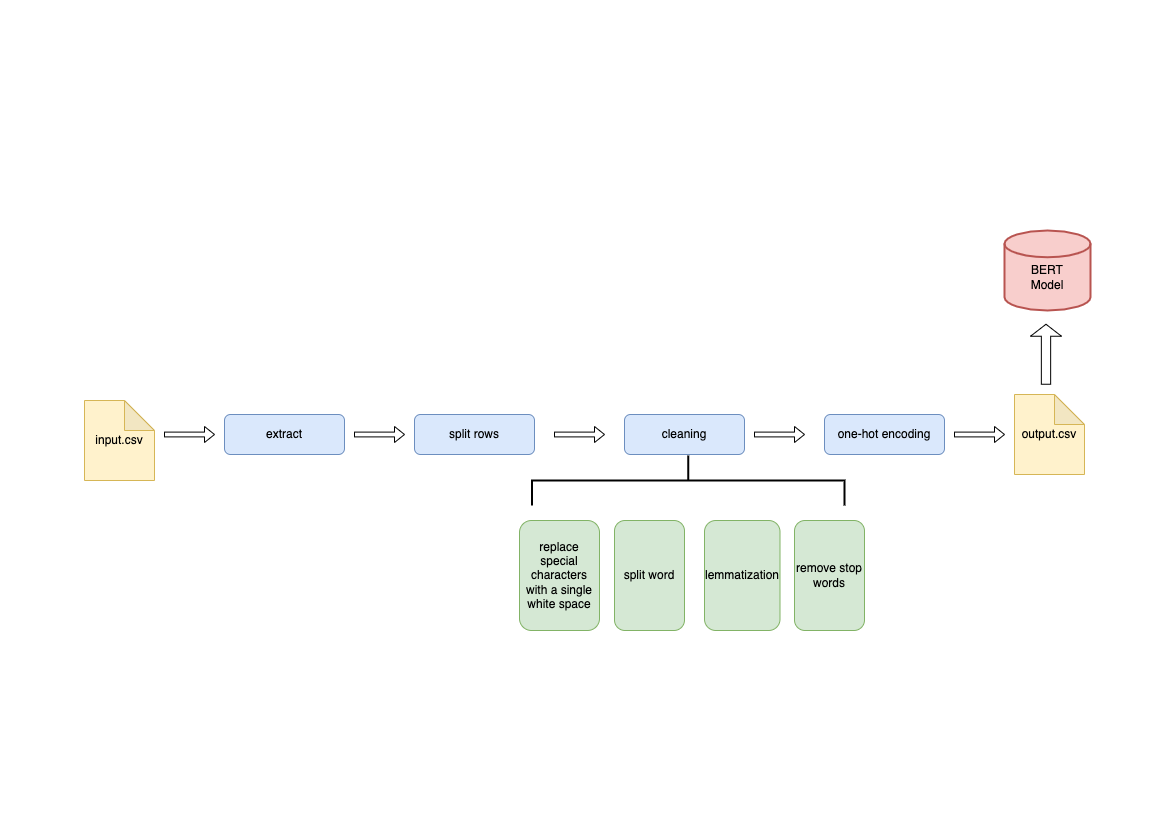 BERT
Model
input.csv
extract
split rows
cleaning
one-hot encoding
output.csv
replace
special
characters
with a single
white space
split word
lemmatization
remove stop
words